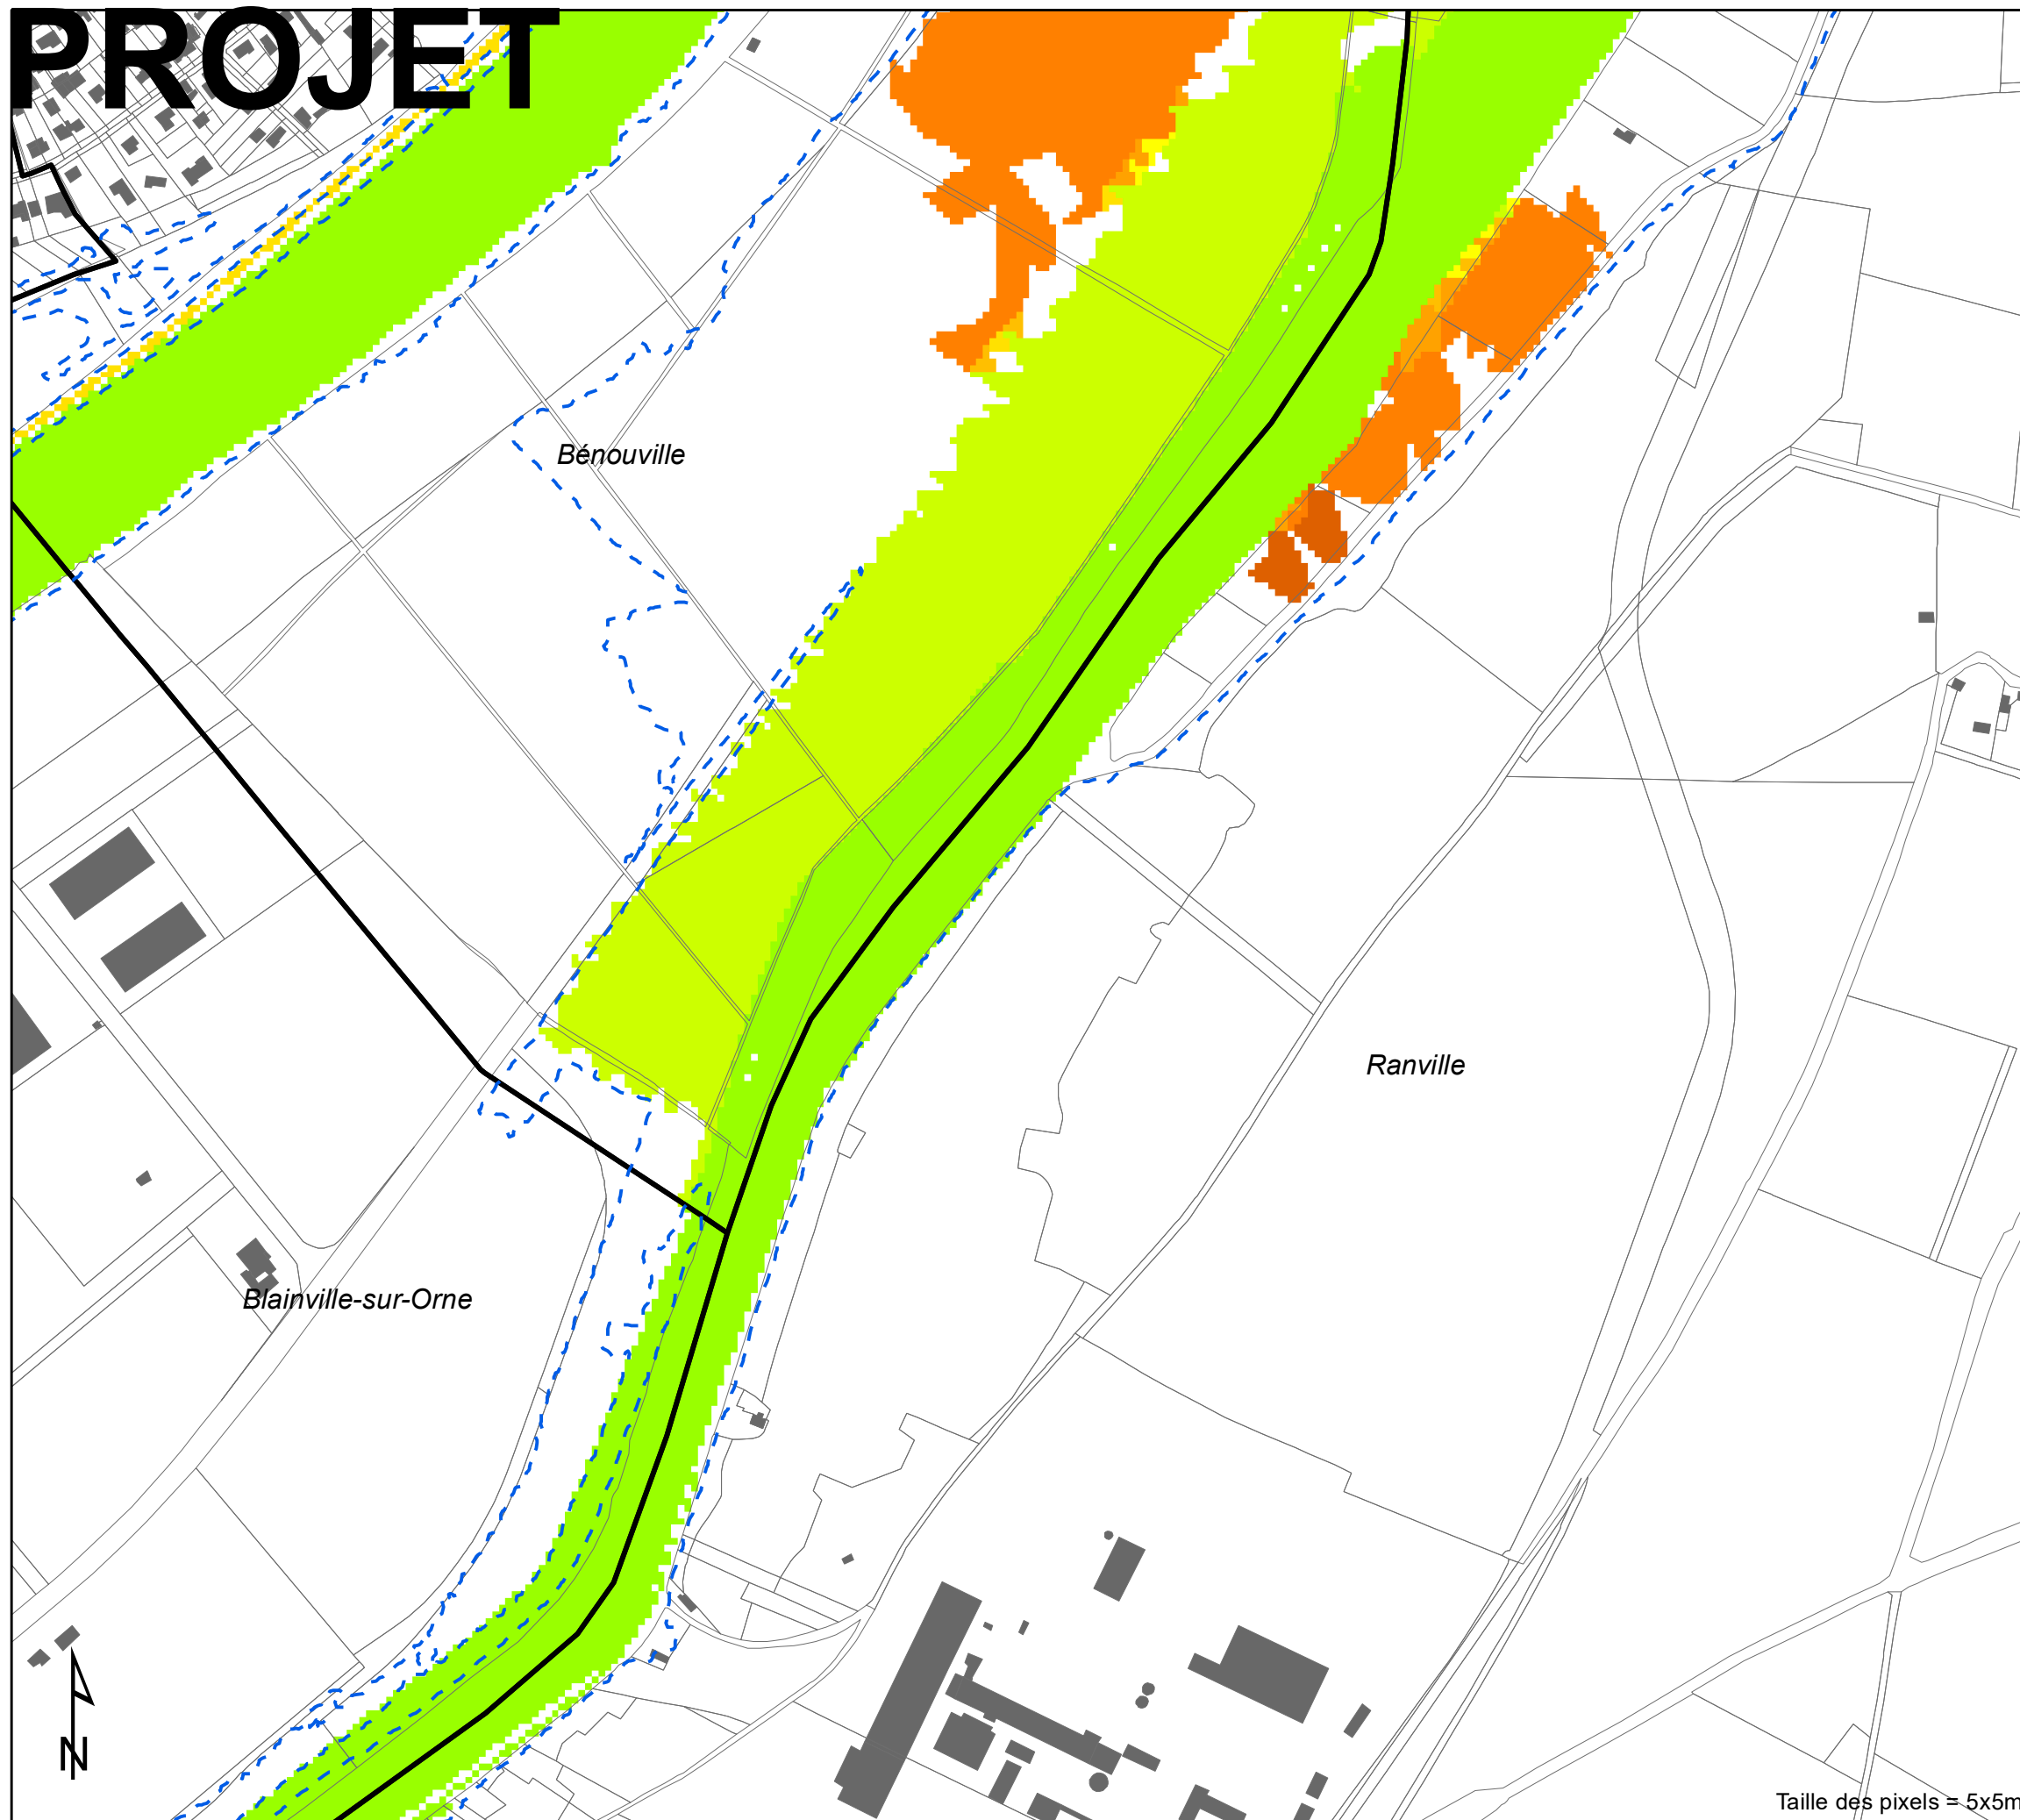 PROJET
Bénouville
Ranville
Blainville-sur-Orne
N
Taille des pixels = 5x5m